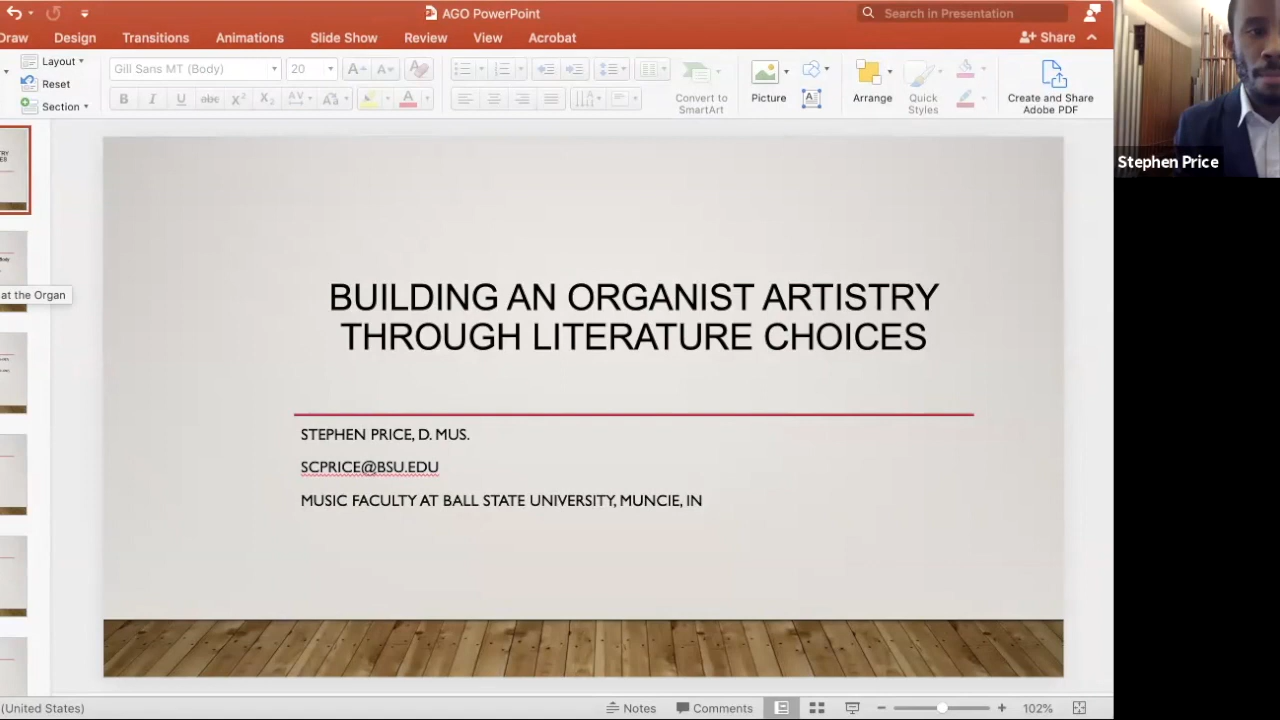 AGO PowerPoint
Search in Presentation
Draw
Design
Transitions
Animations
Slide Show
Review
View
Acrobat
Share
Layout
Reset
Section
Gill Sans MT (Body)
20
Convert to
SmartArt
Picture
Arrange
Quick
Styles
Create and Share
Adobe PDF
Stephen Price
at the Organ
BUILDING AN ORGANIST ARTISTRY
THROUGH LITERATURE CHOICES
STEPHEN PRICE, D. MUS.
SCPRICE@BSU.EDU
MUSIC FACULTY AT BALL STATE UNIVERSITY, MUNCIE, IN
(United States)
Notes
Comments
102%